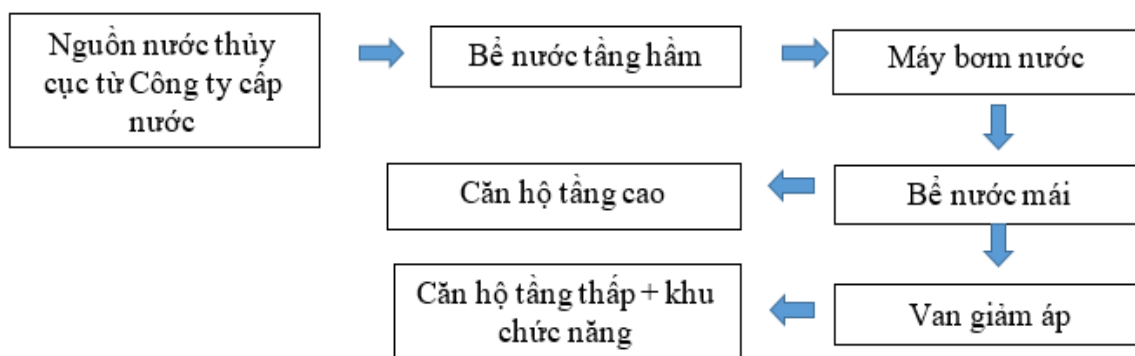 Nguồn nước thủy
cục từ Công ty cấp
nước
Bể nước tầng hầm
Máy bơm nước
Căn hộ tầng cao
Bể nước mái
Căn hộ tầng thấp + khu
chức năng
Van giảm áp